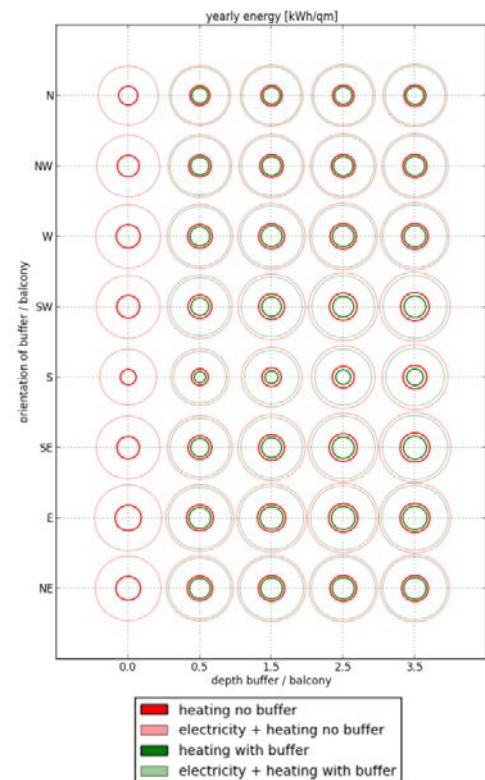 yearly energy [kWh/qm]
N
NW
W
SW
S
SE
E
NE
orientation of buffer / balcony
0.0 0.5 1.5 2.5 3.5
depth buffer / balcony
heating no buffer
electricity + heating no buffer
heating with buffer
electricity + heating with buffer